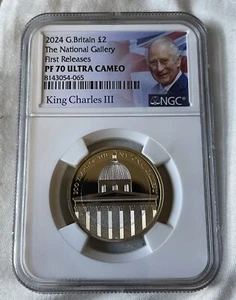 2024 G.Britain £2
The National Gallery
First Releases
PF 70 ULTRA CAMEO
8143054-065
King Charles III
NGC